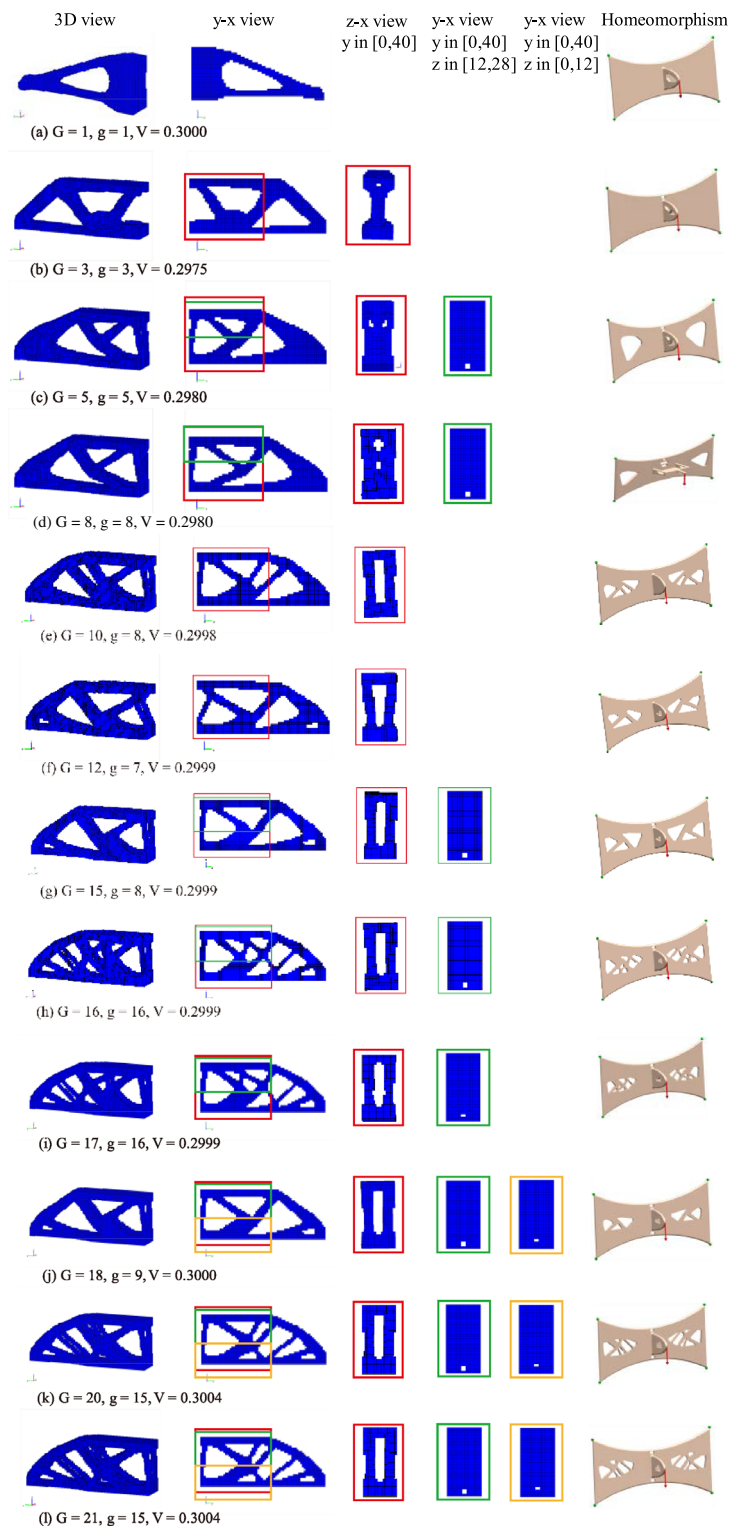 3D view
y-x view
z-x view
y in [0,40]
y-x view
y in [0,40]
z in [12,28]
y-x view
y in [0,40]
z in [0,12]
Homeomorphism
(a) G = 1, g = 1, V = 0.3000
(b) G = 3, g = 3, V = 0.2975
(c) G = 5, g = 5, V = 0.2980
(d) G = 8, g = 8, V = 0.2980
(e) G = 10, g = 8, V = 0.2998
(f) G = 12, g = 7, V = 0.2999
(g) G = 15, g = 8, V = 0.2999
(h) G = 16, g = 16, V = 0.2999
(i) G = 17, g = 16, V = 0.2999
(j) G = 18, g = 9, V = 0.3000
(k) G = 20, g = 15, V = 0.3004
(l) G = 21, g = 15, V = 0.3004